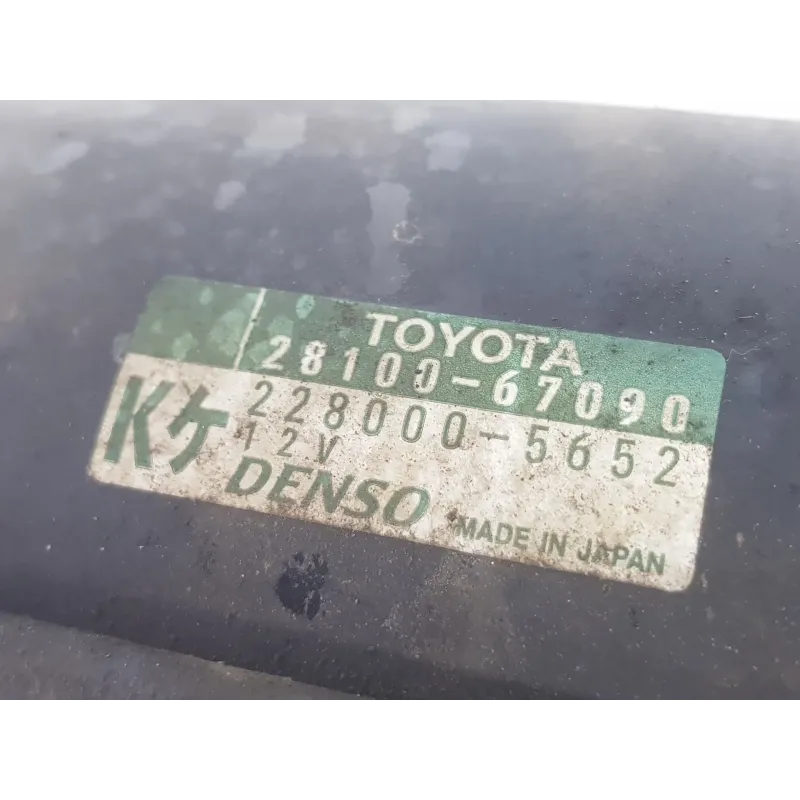 TOYOTA
28100-67090
Kケ
228000-5652
12V
DENSO
MADE IN JAPAN